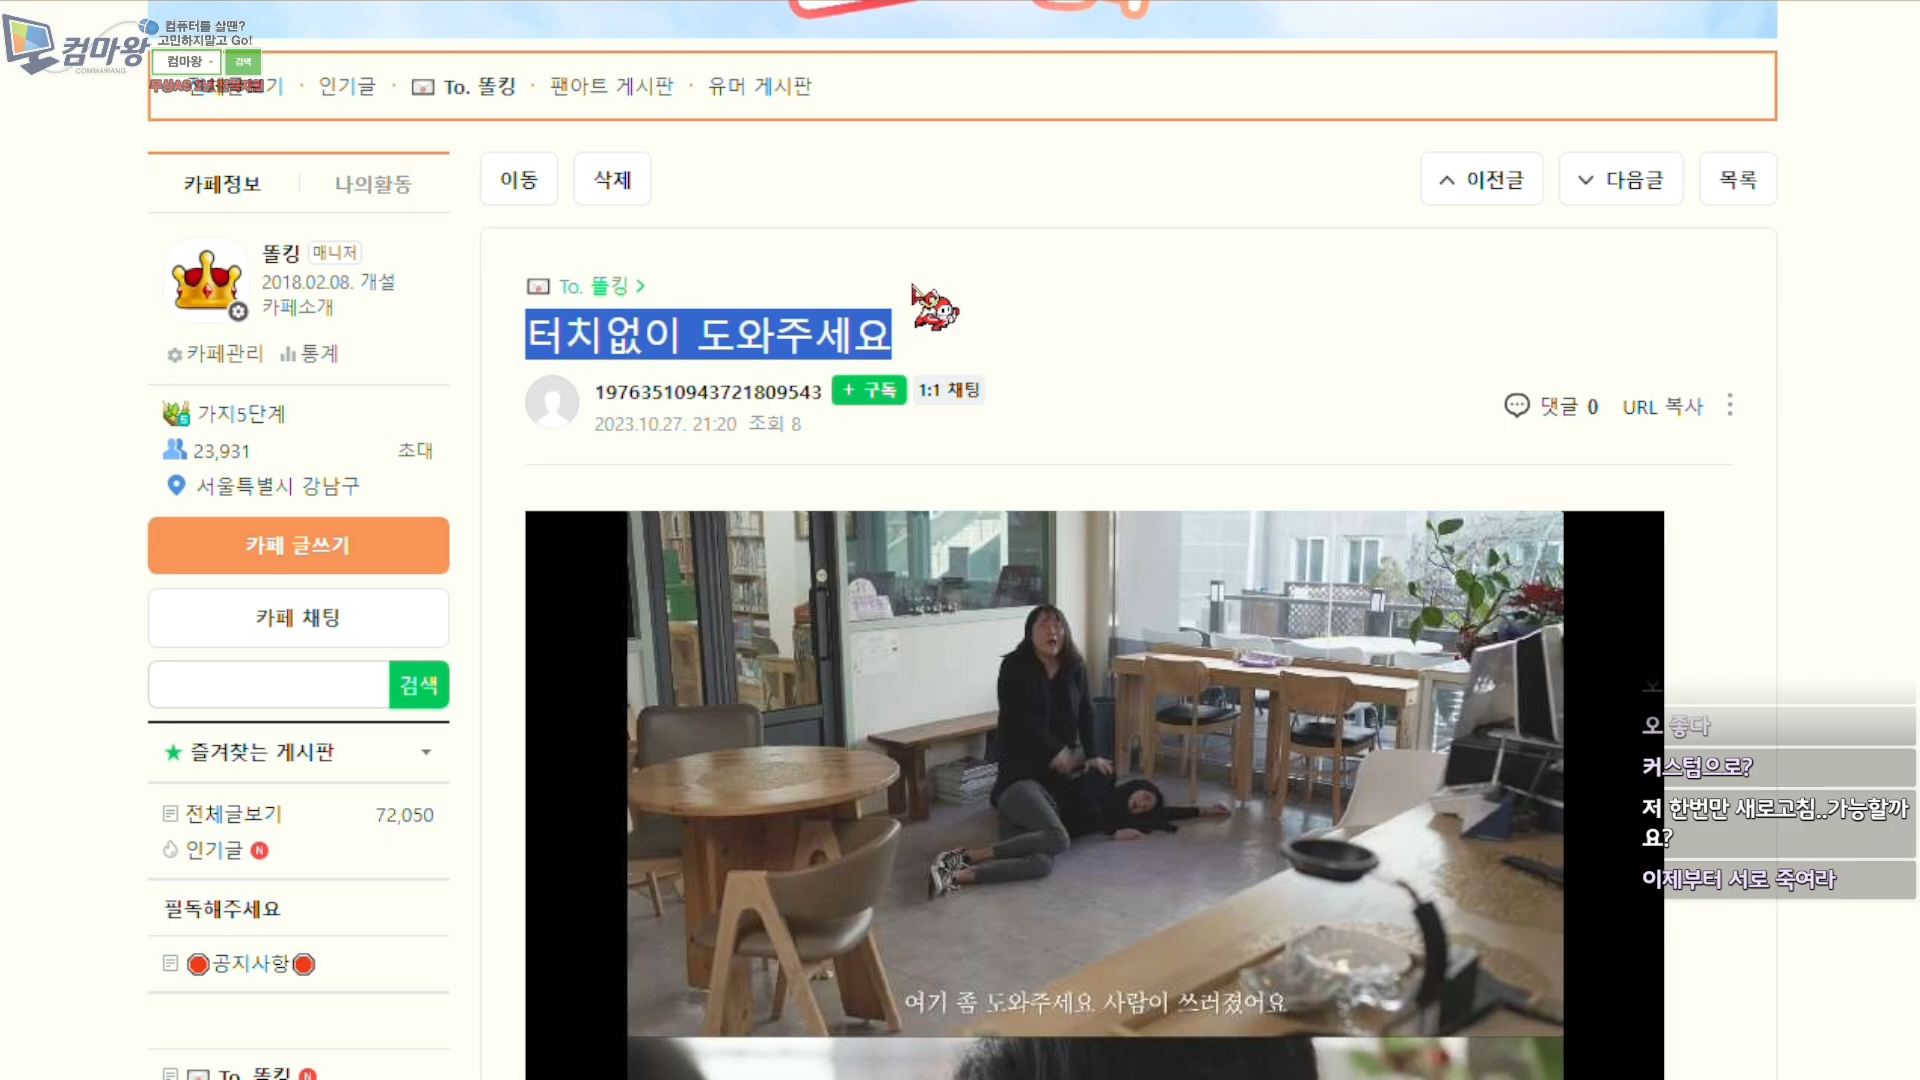 컴퓨터를 살땐?
고민하지말고 Go!
컴마왕
COMMAWANG
컴마왕
검색
인기글 · To. 똘킹 · 팬아트 게시판 · 유머 게시판
카페정보
나의활동
이동
삭제
이전글
다음글
목록
똘킹 매니저
2018.02.08. 개설
카페소개
카페관리 통계
가지5단계
23,931 초대
서울특별시 강남구
카페 글쓰기
카페 채팅
검색
즐겨찾는 게시판
전체글보기 72,050
인기글 N
필독해주세요
공지사항
To. 똘킹 N
To. 똘킹 >
터치없이 도와주세요
19763510943721809543 + 구독 1:1 채팅
2023.10.27. 21:20 조회 8
댓글 0 URL 복사
여기 좀 도와주세요 사람이 쓰러졌어요
오
오 좋다
커스텀으로?
저 한번만 새로고침..가능할까
요?
이제부터 서로 죽여라